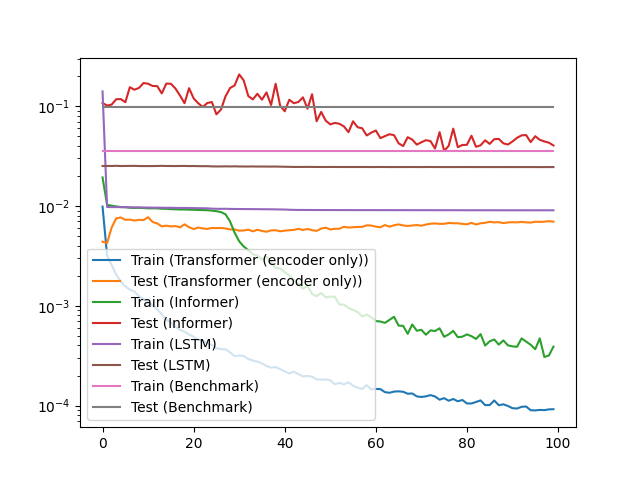 10⁻¹
10⁻²
10⁻³
10⁻⁴
Train (Transformer (encoder only))
Test (Transformer (encoder only))
Train (Informer)
Test (Informer)
Train (LSTM)
Test (LSTM)
Train (Benchmark)
Test (Benchmark)
0 20 40 60 80 100